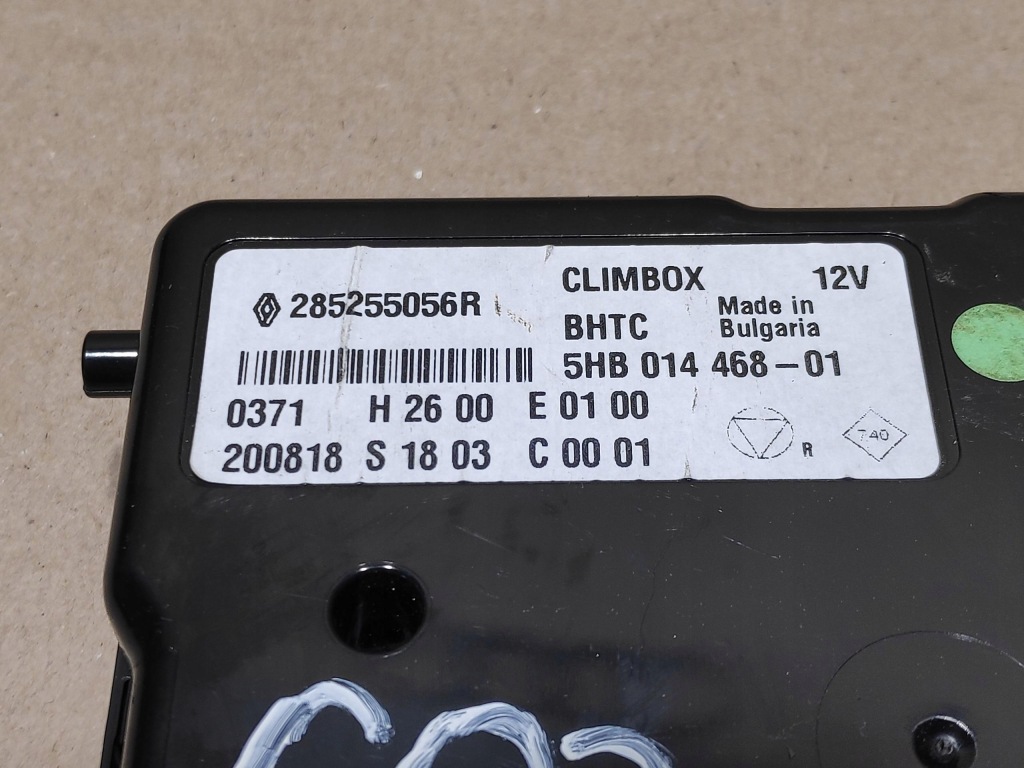 285255056R
CLIMBOX 12V
BHTC Made in
Bulgaria
5HB 014 468-01
0371 H 26 00 E 01 00
200818 S 18 03 C 00 01
R
740